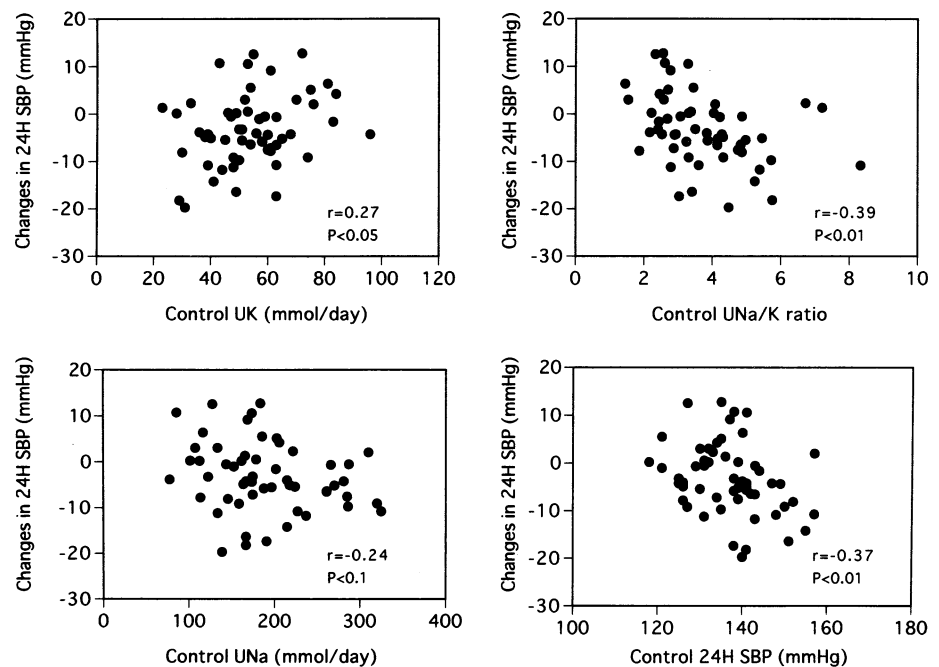 Changes in 24H SBP (mmHg)
20
10
0
-10
-20
-30
r=0.27
P<0.05
0 20 40 60 80 100 120
Control UK (mmol/day)
Changes in 24H SBP (mmHg)
20
10
0
-10
-20
-30
r=-0.39
P<0.01
0 2 4 6 8 10
Control UNa/K ratio
Changes in 24H SBP (mmHg)
20
10
0
-10
-20
-30
r=-0.24
P<0.1
0 100 200 300 400
Control UNa (mmol/day)
Changes in 24H SBP (mmHg)
20
10
0
-10
-20
-30
r=-0.37
P<0.01
100 120 140 160 180
Control 24H SBP (mmHg)